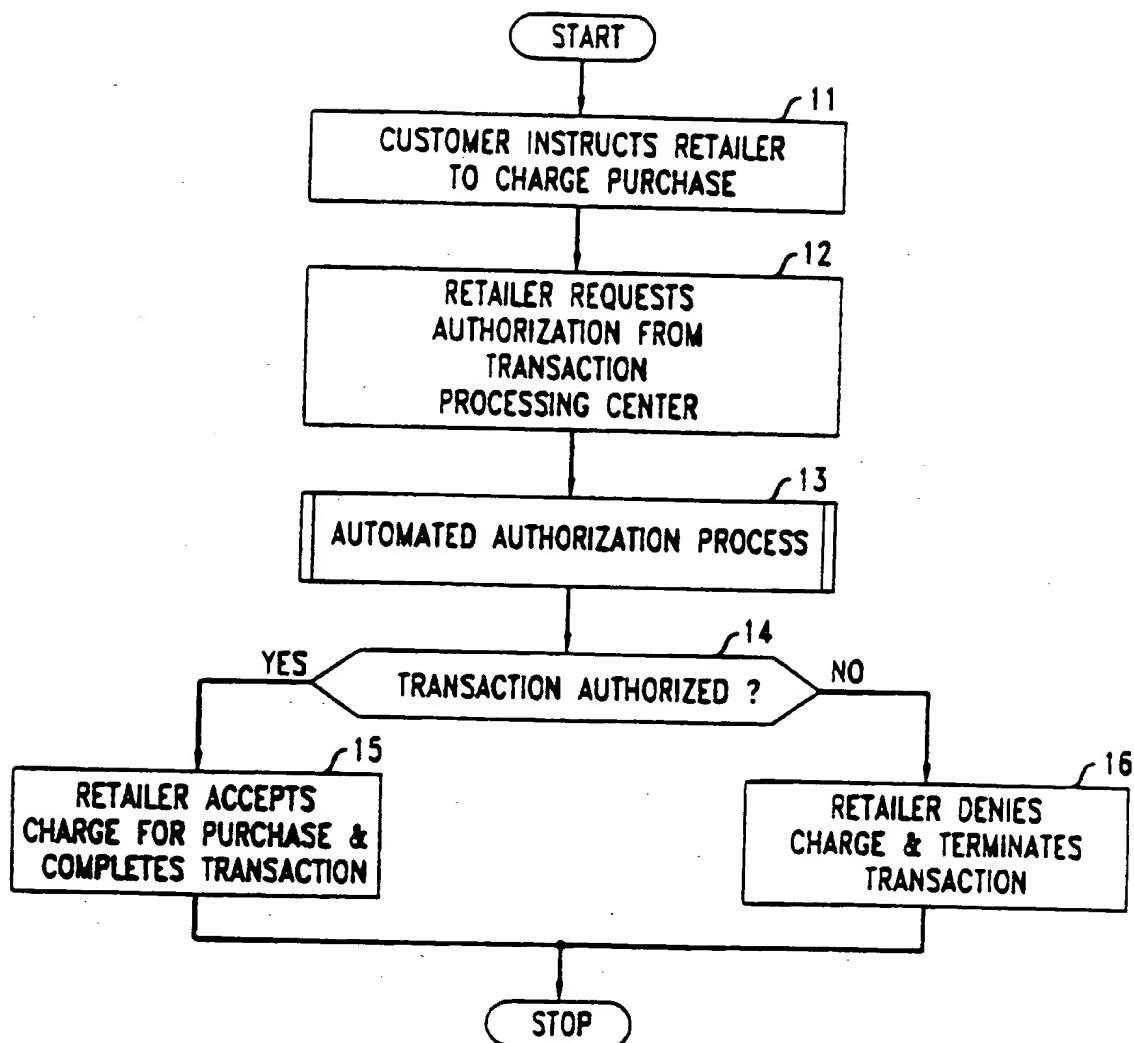 START
11
CUSTOMER INSTRUCTS RETAILER
TO CHARGE PURCHASE
12
RETAILER REQUESTS
AUTHORIZATION FROM
TRANSACTION
PROCESSING CENTER
13
AUTOMATED AUTHORIZATION PROCESS
14
YES
TRANSACTION AUTHORIZED ?
NO
15
RETAILER ACCEPTS
CHARGE FOR PURCHASE &
COMPLETES TRANSACTION
16
RETAILER DENIES
CHARGE & TERMINATES
TRANSACTION
STOP